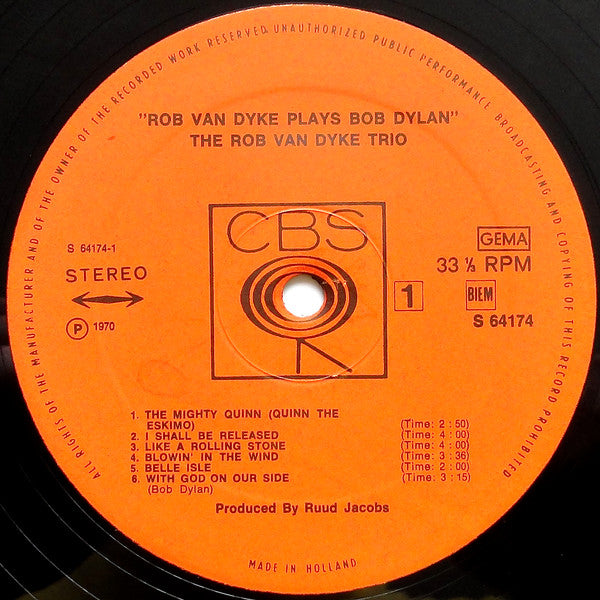 ALL RIGHTS OF THE MANUFACTURER AND OF THE OWNER OF THE RECORDED WORK RESERVED. UNAUTHORIZED PUBLIC PERFORMANCE, BROADCASTING AND COPYING OF THIS RECORD PROHIBITED
"ROB VAN DYKE PLAYS BOB DYLAN"
THE ROB VAN DYKE TRIO
CBS
S 64174-1
STEREO
P 1970
GEMA
33 ⅓ RPM
1
BIEM
S 64174
1. THE MIGHTY QUINN (QUINN THE
ESKIMO) (Time: 2 : 50)
2. I SHALL BE RELEASED (Time: 4 : 00)
3. LIKE A ROLLING STONE (Time: 4 : 00)
4. BLOWIN' IN THE WIND (Time: 3 : 36)
5. BELLE ISLE (Time: 2 : 00)
6. WITH GOD ON OUR SIDE (Time: 3 : 15)
(Bob Dylan)
Produced By Ruud Jacobs
MADE IN HOLLAND